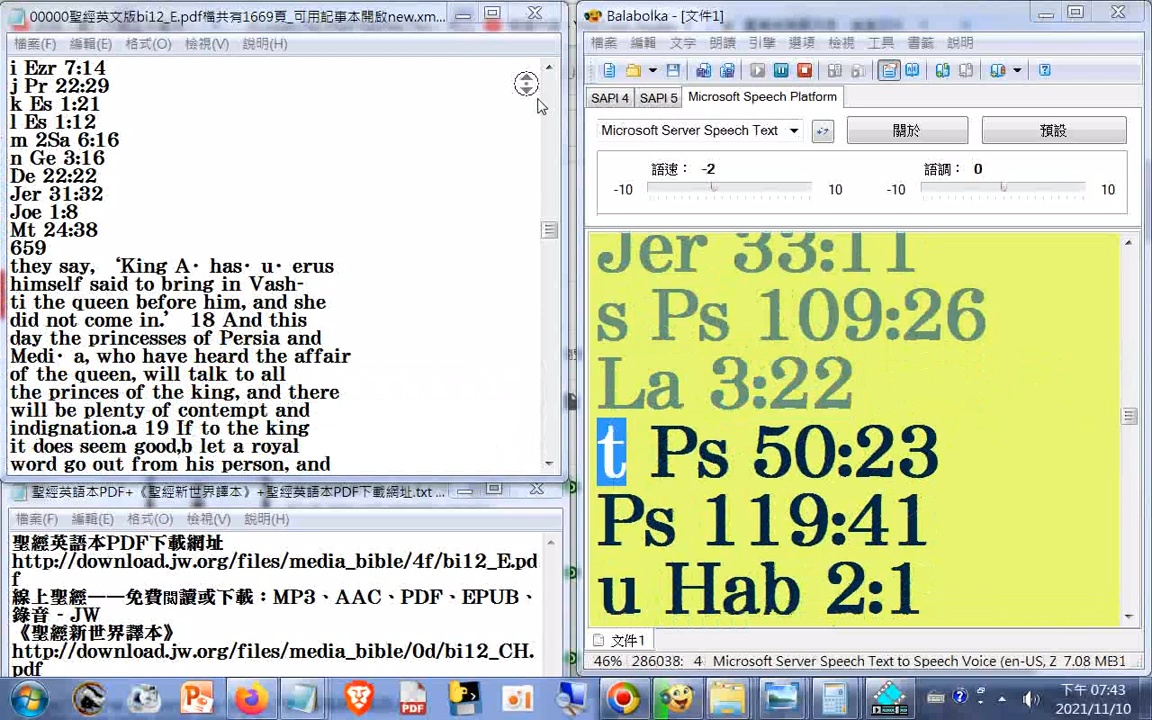 00000聖經英文版bi12_E.pdf檔共有1669頁_可用記事本開啟new.xm...
檔案(F) 編輯(E) 格式(O) 檢視(V) 說明(H)
i Ezr 7:14
j Pr 22:29
k Es 1:21
l Es 1:12
m 2Sa 6:16
n Ge 3:16
De 22:22
Jer 31:32
Joe 1:8
Mt 24:38
659
they say, ‘King A· has· u· erus
himself said to bring in Vash-
ti the queen before him, and she
did not come in.’ 18 And this
day the princesses of Persia and
Medi· a, who have heard the affair
of the queen, will talk to all
the princes of the king, and there
will be plenty of contempt and
indignation.a 19 If to the king
it does seem good,b let a royal
word go out from his person, and
聖經英語本PDF+《聖經新世界譯本》+聖經英語本PDF下載網址.txt ...
檔案(F) 編輯(E) 格式(O) 檢視(V) 說明(H)
聖經英語本PDF下載網址
http://download.jw.org/files/media_bible/4f/bi12_E.pd
f
線上聖經——免費閱讀或下載：MP3、AAC、PDF、EPUB、
錄音 - JW
《聖經新世界譯本》
http://download.jw.org/files/media_bible/0d/bi12_CH.
pdf
Balabolka - [文件1]
檔案 編輯 文字 朗讀 引擎 選項 檢視 工具 書籤 說明
SAPI 4 SAPI 5 Microsoft Speech Platform
Microsoft Server Speech Text 關於 預設
語速： -2 語調： 0
-10 10 -10 10
Jer 33:11
s Ps 109:26
La 3:22
t Ps 50:23
Ps 119:41
u Hab 2:1
文件1
46% 286038: 4 Microsoft Server Speech Text to Speech Voice (en-US, Z 7.08 MB1
下午 07:43
2021/11/10